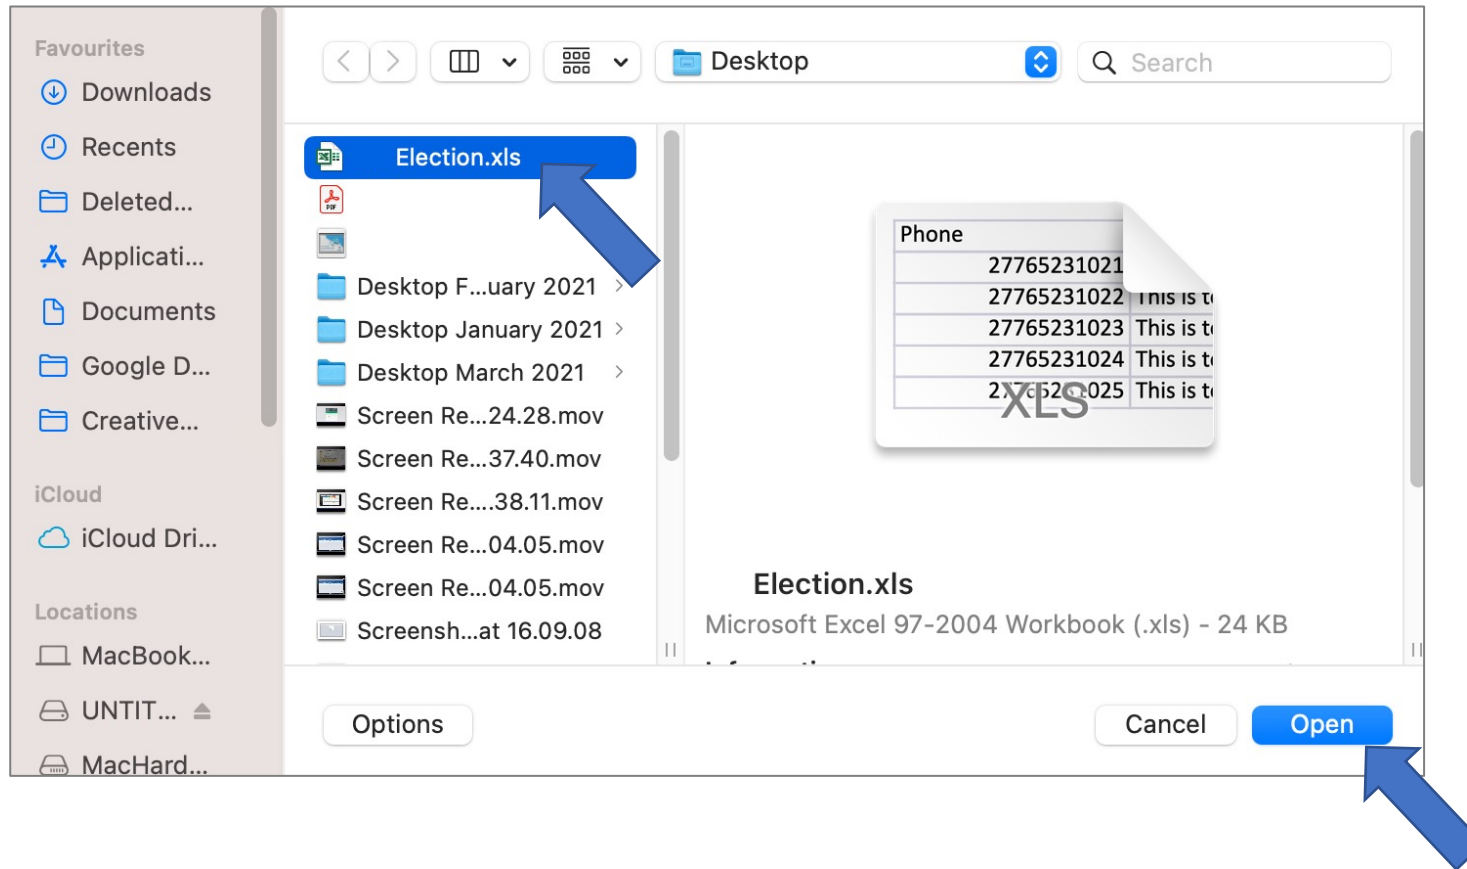 Favourites
Downloads
Recents
Deleted...
Applicati...
Documents
Google D...
Creative...
iCloud
iCloud Dri...
Locations
MacBook...
UNTIT...
MacHard...
Desktop
Search
Election.xls
PDF
Desktop F...uary 2021
Desktop January 2021
Desktop March 2021
Screen Re...24.28.mov
Screen Re...37.40.mov
Screen Re....38.11.mov
Screen Re...04.05.mov
Screen Re...04.05.mov
Screensh...at 16.09.08
Phone
27765231021
27765231022 This is t
27765231023 This is t
27765231024 This is t
27765231025 This is t
XLS
Election.xls
Microsoft Excel 97-2004 Workbook (.xls) - 24 KB
Options
Cancel
Open